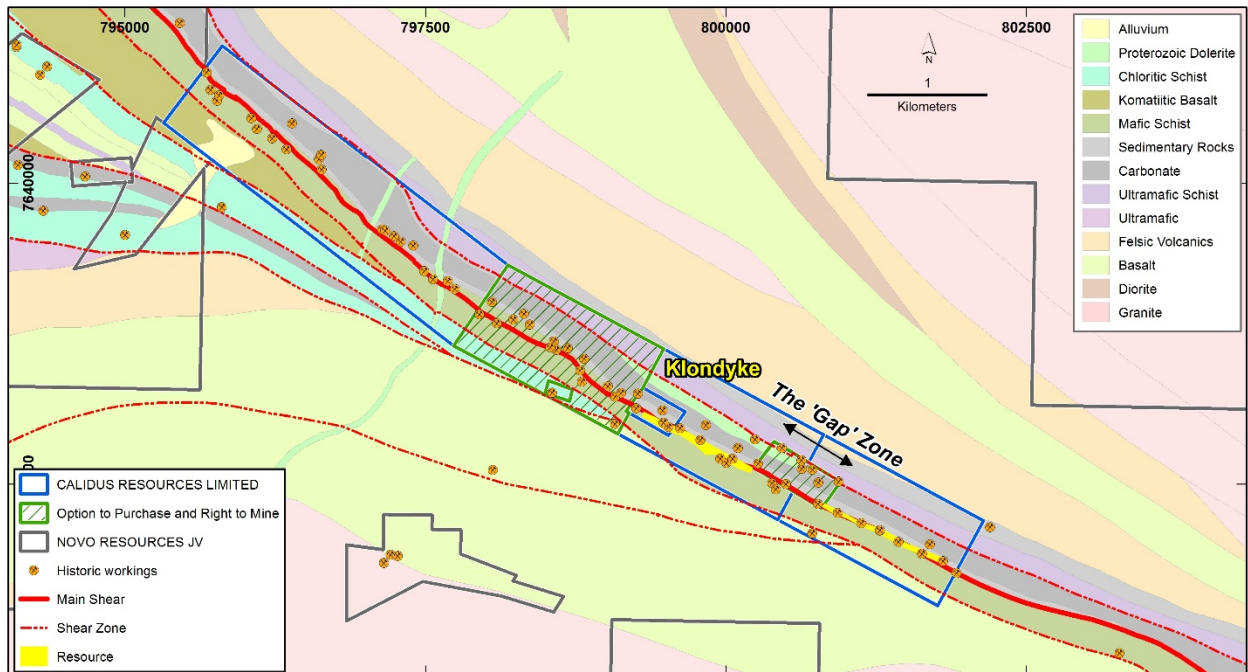 795000
797500
800000
802500
N
1
Kilometers
7640000
Alluvium
Proterozoic Dolerite
Chloritic Schist
Komatiitic Basalt
Mafic Schist
Sedimentary Rocks
Carbonate
Ultramafic Schist
Ultramafic
Felsic Volcanics
Basalt
Diorite
Granite
Klondyke
The 'Gap' Zone
CALIDUS RESOURCES LIMITED
Option to Purchase and Right to Mine
NOVO RESOURCES JV
Historic workings
Main Shear
Shear Zone
Resource